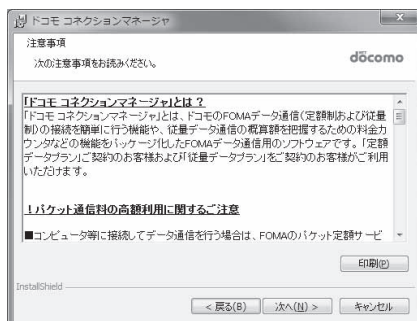 ドコモ コネクションマネージャ
注意事項
次の注意事項をお読みください。
döcomo
「ドコモ コネクションマネージャ」とは?
「ドコモ コネクションマネージャ」とは、ドコモのFOMAデータ通信(定額制および従量
制)の接続を簡単に行う機能や、従量データ通信の概算額を把握するための料金カ
ウンタなどの機能をパッケージ化したFOMAデータ通信用のソフトウェアです。「定額
データプラン」ご契約のお客様および「従量データプラン」をご契約のお客様がご利用
いただけます。
!パケット通信料の高額利用に関するご注意
■コンピュータ等に接続してデータ通信を行う場合は、FOMAのパケット定額サービ
印刷(P)
InstallShield
< 戻る(B)
次へ(N) >
キャンセル